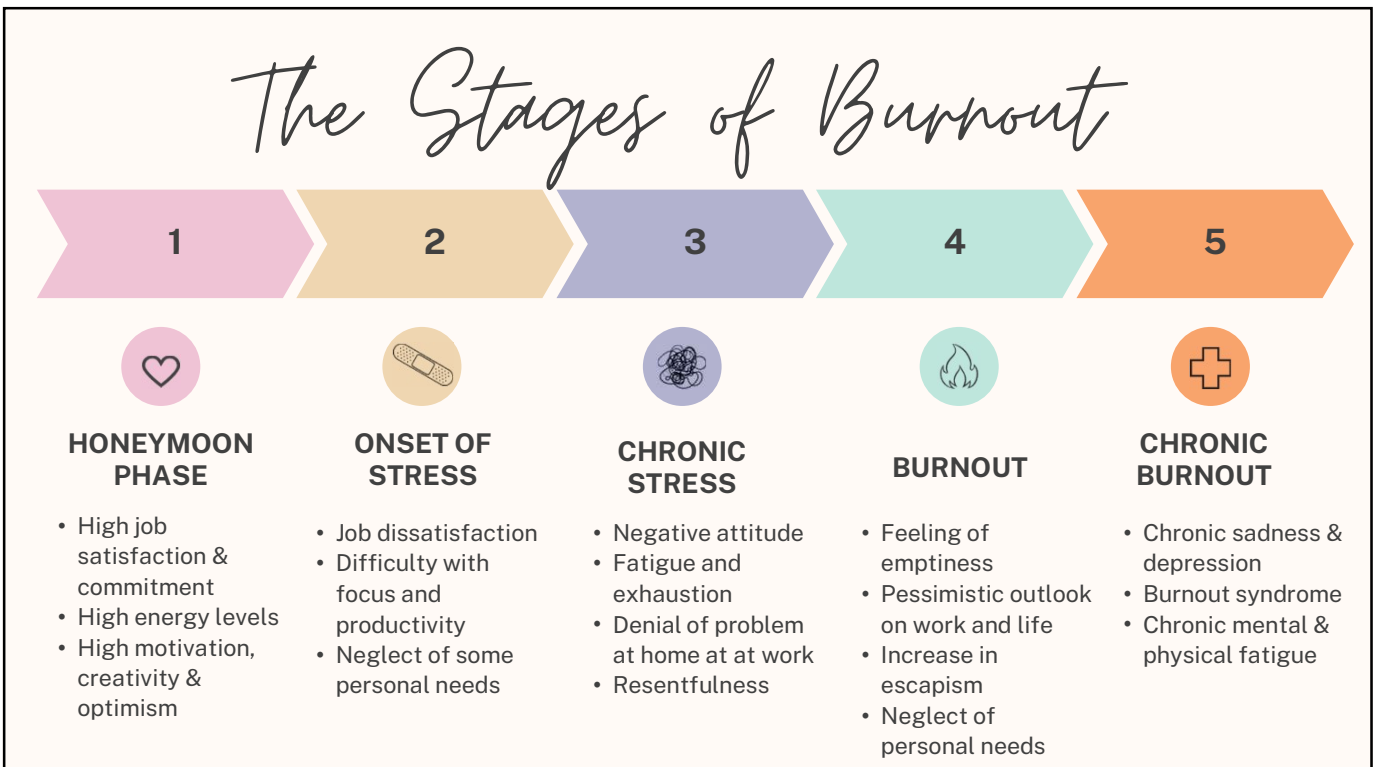 The Stages of Burnout
1
2
3
4
5
HONEYMOON
PHASE
• High job
satisfaction &
commitment
• High energy levels
• High motivation,
creativity &
optimism
ONSET OF
STRESS
• Job dissatisfaction
• Difficulty with
focus and
productivity
• Neglect of some
personal needs
CHRONIC
STRESS
• Negative attitude
• Fatigue and
exhaustion
• Denial of problem
at home at at work
• Resentfulness
BURNOUT
• Feeling of
emptiness
• Pessimistic outlook
on work and life
• Increase in
escapism
• Neglect of
personal needs
CHRONIC
BURNOUT
• Chronic sadness &
depression
• Burnout syndrome
• Chronic mental &
physical fatigue